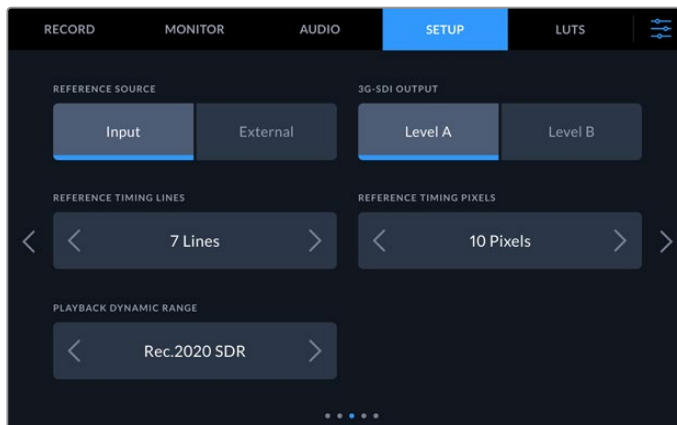 RECORD MONITOR AUDIO SETUP LUTS
REFERENCE SOURCE 3G-SDI OUTPUT
Input External Level A Level B
REFERENCE TIMING LINES REFERENCE TIMING PIXELS
7 Lines 10 Pixels
PLAYBACK DYNAMIC RANGE
Rec.2020 SDR